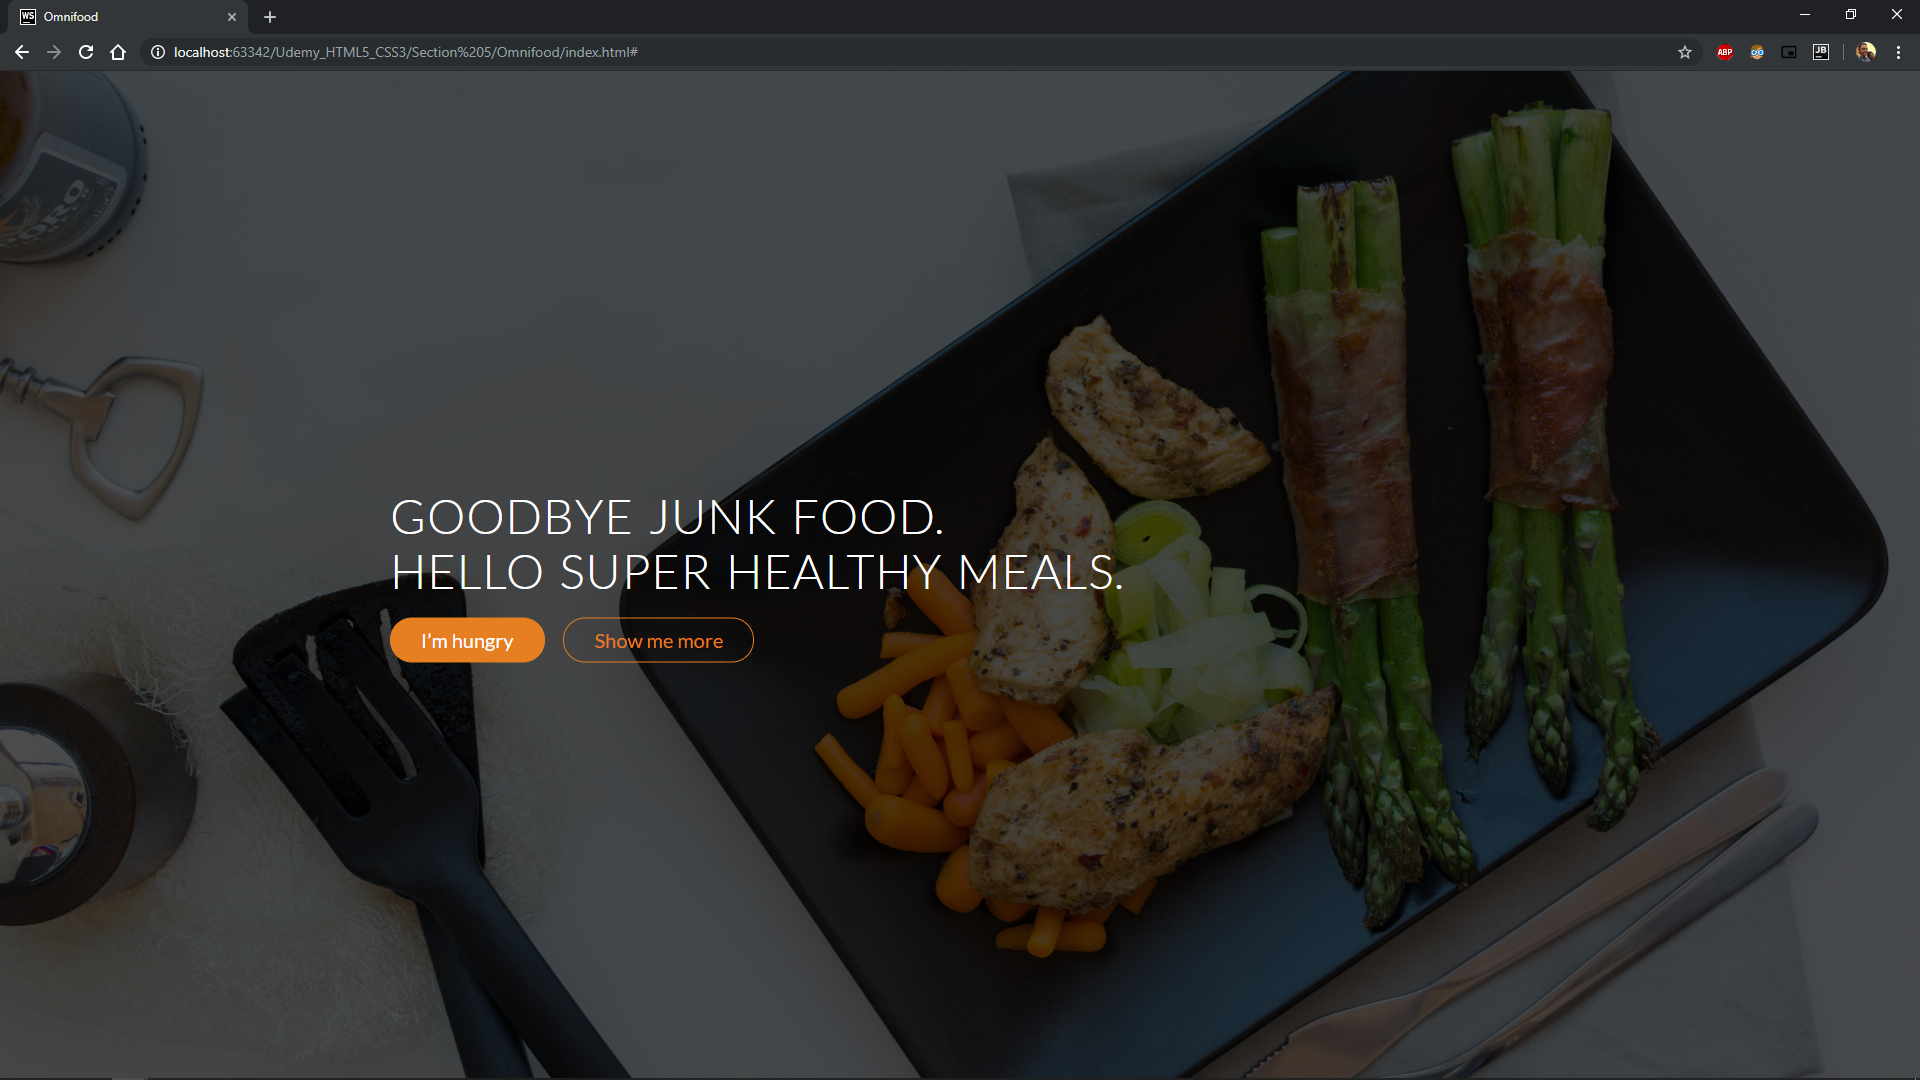 WS Omnifood
localhost:63342/Udemy_HTML5_CSS3/Section%205/Omnifood/index.html#
ABP
JB
GOODBYE JUNK FOOD.
HELLO SUPER HEALTHY MEALS.
I’m hungry Show me more